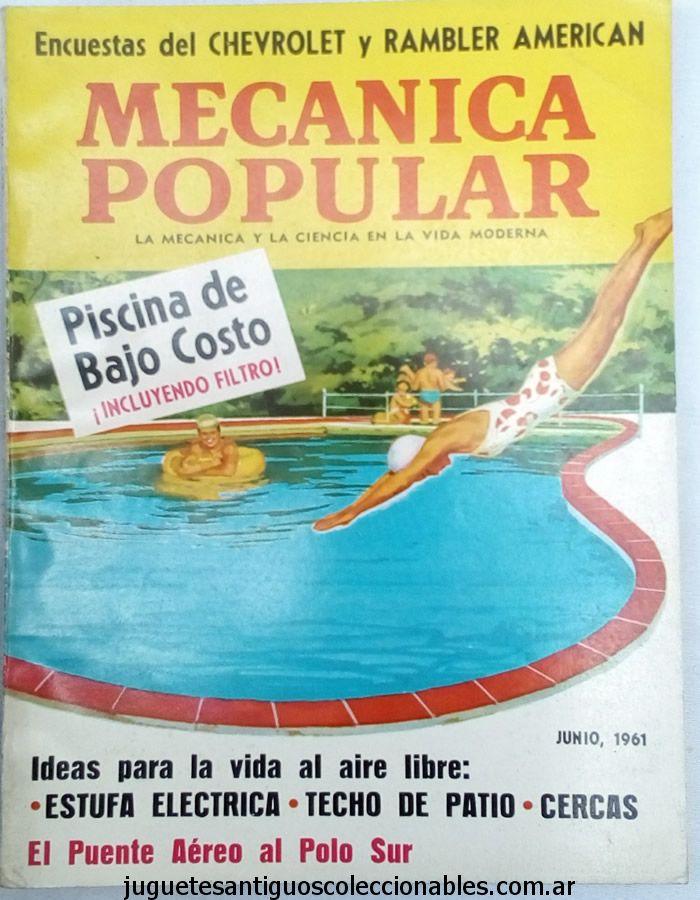 Encuestas del CHEVROLET y RAMBLER AMERICAN
MECANICA
POPULAR
LA MECANICA Y LA CIENCIA EN LA VIDA MODERNA
Piscina de
Bajo Costo
¡INCLUYENDO FILTRO!
JUNIO, 1961
Ideas para la vida al aire libre:
•ESTUFA ELECTRICA •TECHO DE PATIO •CERCAS
El Puente Aéreo al Polo Sur
juguetesantiguoscoleccionables.com.ar